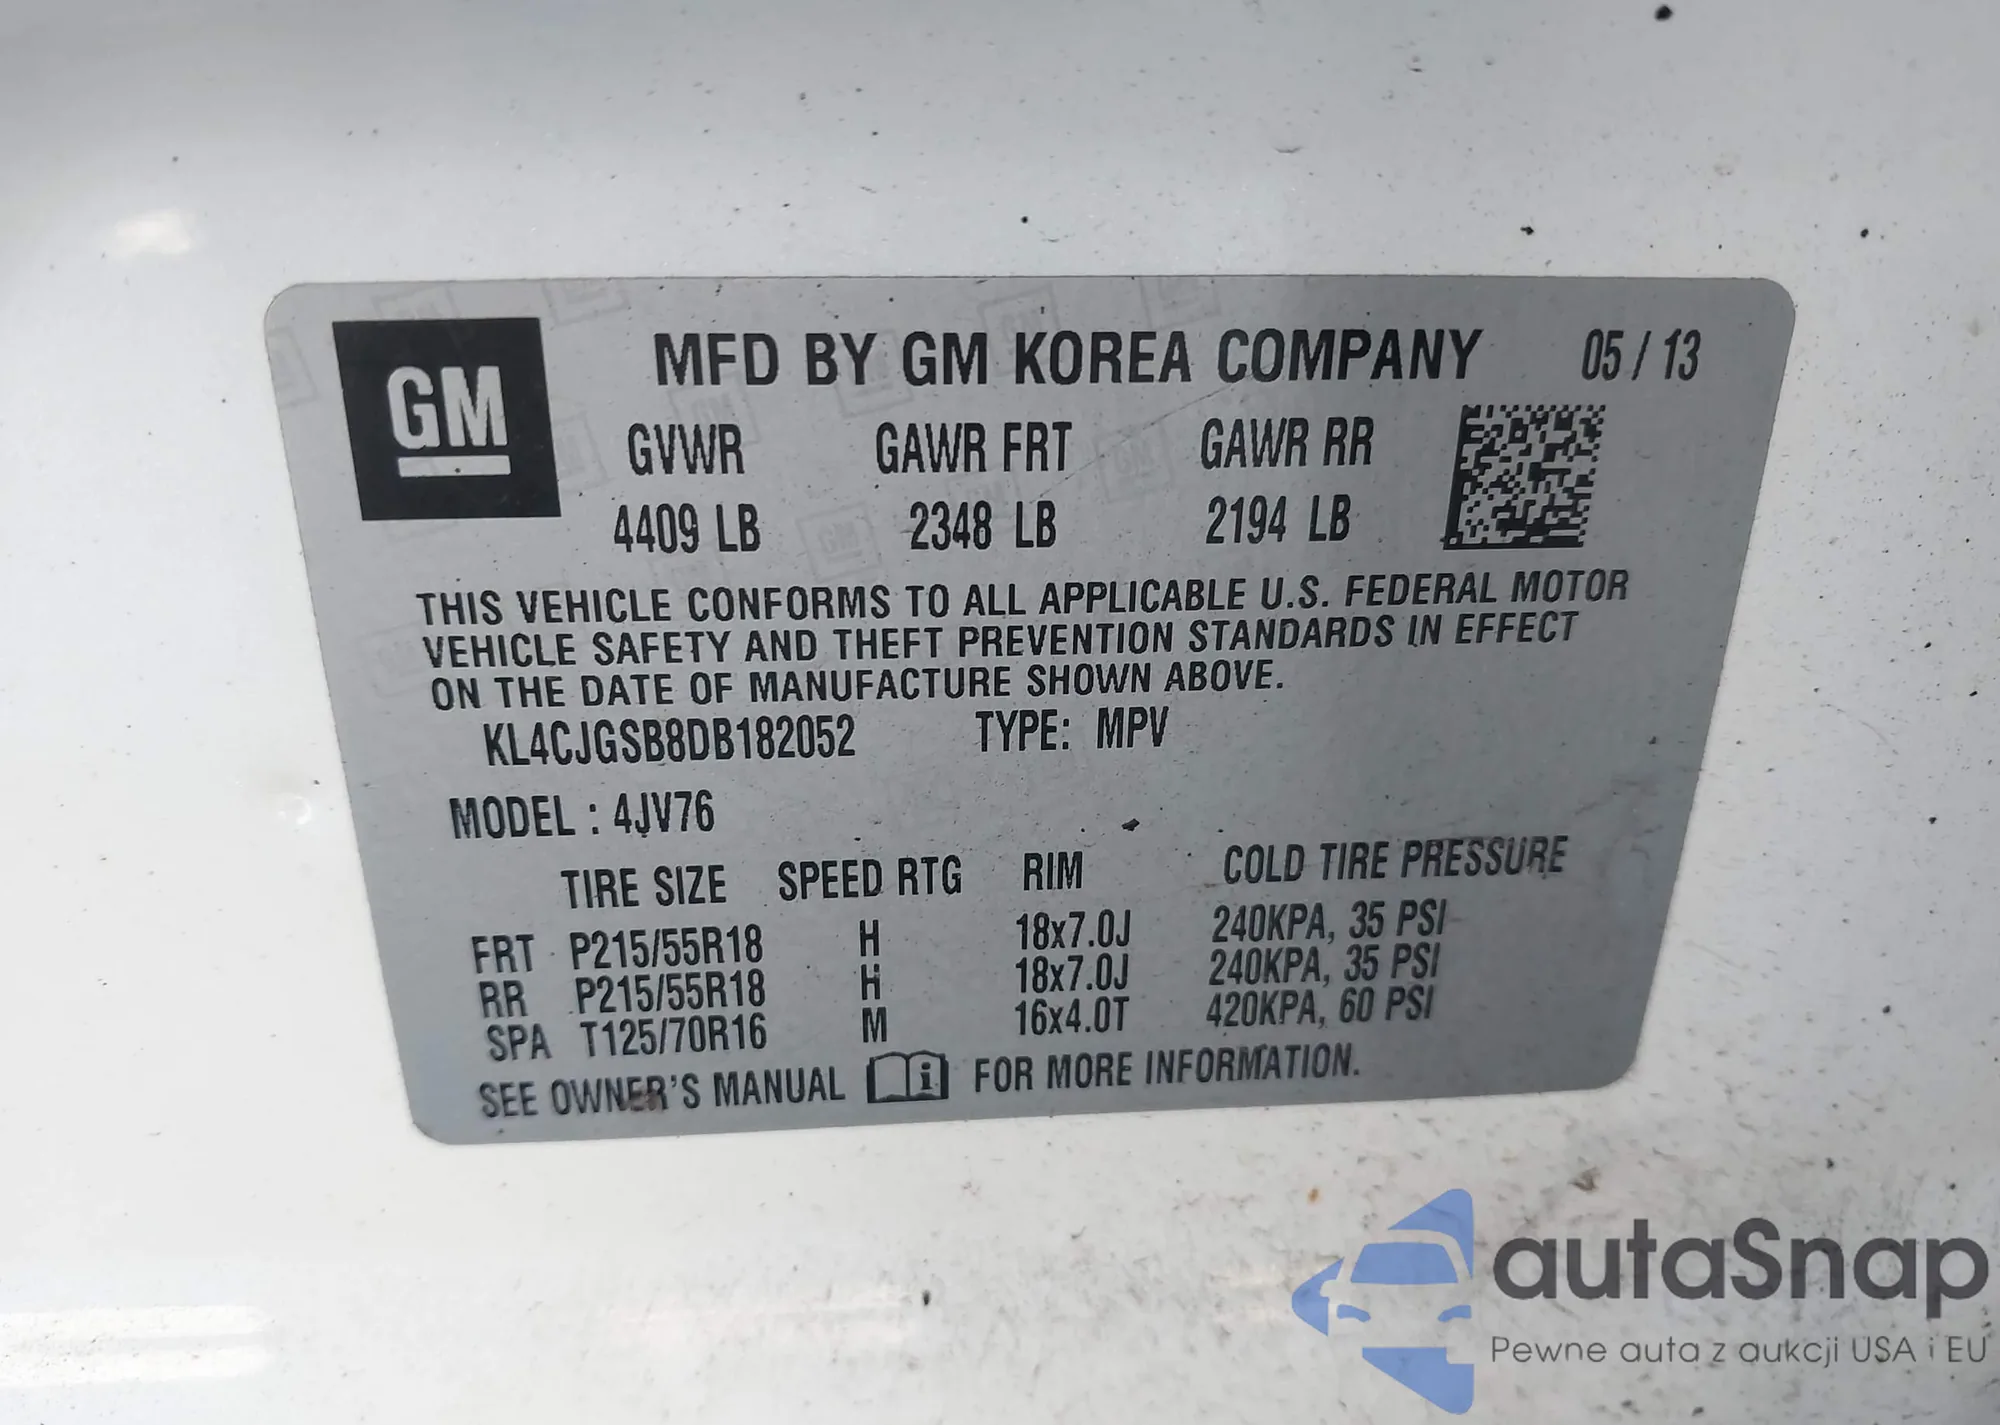 GM
MFD BY GM KOREA COMPANY 05 / 13
GVWR GAWR FRT GAWR RR
4409 LB 2348 LB 2194 LB
THIS VEHICLE CONFORMS TO ALL APPLICABLE U.S. FEDERAL MOTOR
VEHICLE SAFETY AND THEFT PREVENTION STANDARDS IN EFFECT
ON THE DATE OF MANUFACTURE SHOWN ABOVE.
KL4CJGSB8DB182052 TYPE: MPV
MODEL : 4JV76
TIRE SIZE SPEED RTG RIM COLD TIRE PRESSURE
FRT P215/55R18 H 18x7.0J 240KPA, 35 PSI
RR P215/55R18 H 18x7.0J 240KPA, 35 PSI
SPA T125/70R16 M 16x4.0T 420KPA, 60 PSI
SEE OWNER'S MANUAL i FOR MORE INFORMATION.
autaSnap
Pewne auta z aukcji USA i EU